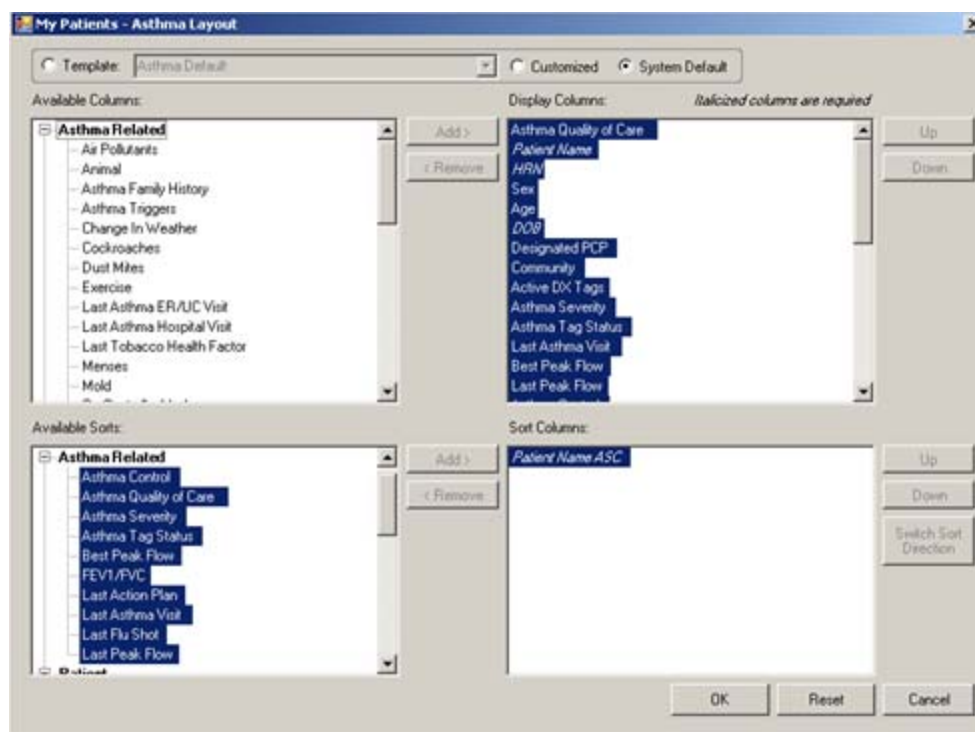 My Patients - Asthma Layout
Template: Asthma Default Customized System Default
Available Columns:
Asthma Related
Air Pollutants
Animal
Asthma Family History
Asthma Triggers
Change In Weather
Cockroaches
Dust Mites
Exercise
Last Asthma ER/UC Visit
Last Asthma Hospital Visit
Last Tobacco Health Factor
Menses
Mold
Add >
< Remove
Display Columns: Italicized columns are required
Asthma Quality of Care
Patient Name
HRN
Sex
Age
DOB
Designated PCP
Community
Active DX Tags
Asthma Severity
Asthma Tag Status
Last Asthma Visit
Best Peak Flow
Last Peak Flow
Up
Down
Available Sorts:
Asthma Related
Asthma Control
Asthma Quality of Care
Asthma Severity
Asthma Tag Status
Best Peak Flow
FEV1/FVC
Last Action Plan
Last Asthma Visit
Last Flu Shot
Last Peak Flow
Patient
Add >
< Remove
Sort Columns:
Patient Name ASC
Up
Down
Switch Sort
Direction
OK Reset Cancel